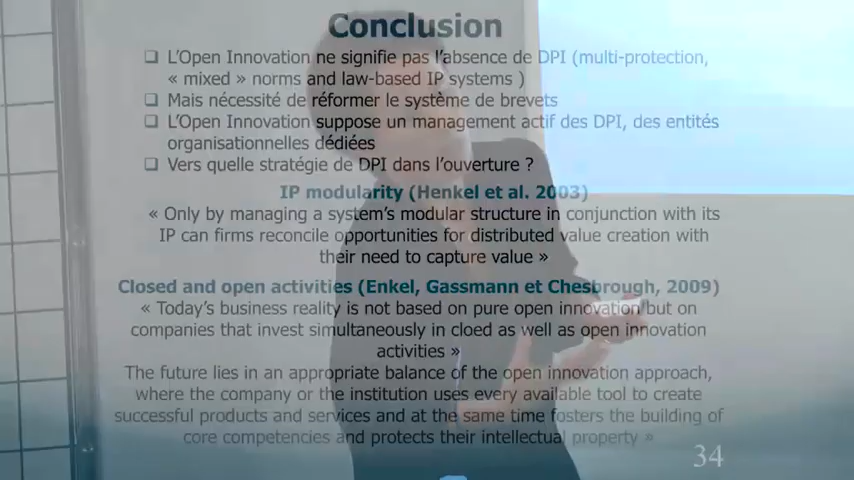 Conclusion
❑ L'Open Innovation ne signifie pas l'absence de DPI (multi-protection,
« mixed » norms and law-based IP systems )
❑ Mais nécessité de réformer le système de brevets
❑ L'Open Innovation suppose un management actif des DPI, des entités
organisationnelles dédiées
❑ Vers quelle stratégie de DPI dans l'ouverture ?
IP modularity (Henkel et al. 2003)
« Only by managing a system's modular structure in conjunction with its
IP can firms reconcile opportunities for distributed value creation with
their need to capture value »
Closed and open activities (Enkel, Gassmann et Chesbrough, 2009)
« Today's business reality is not based on pure open innovation but on
companies that invest simultaneously in cloed as well as open innovation
activities »
The future lies in an appropriate balance of the open innovation approach,
where the company or the institution uses every available tool to create
successful products and services and at the same time fosters the building of
core competencies and protects their intellectual property »
34